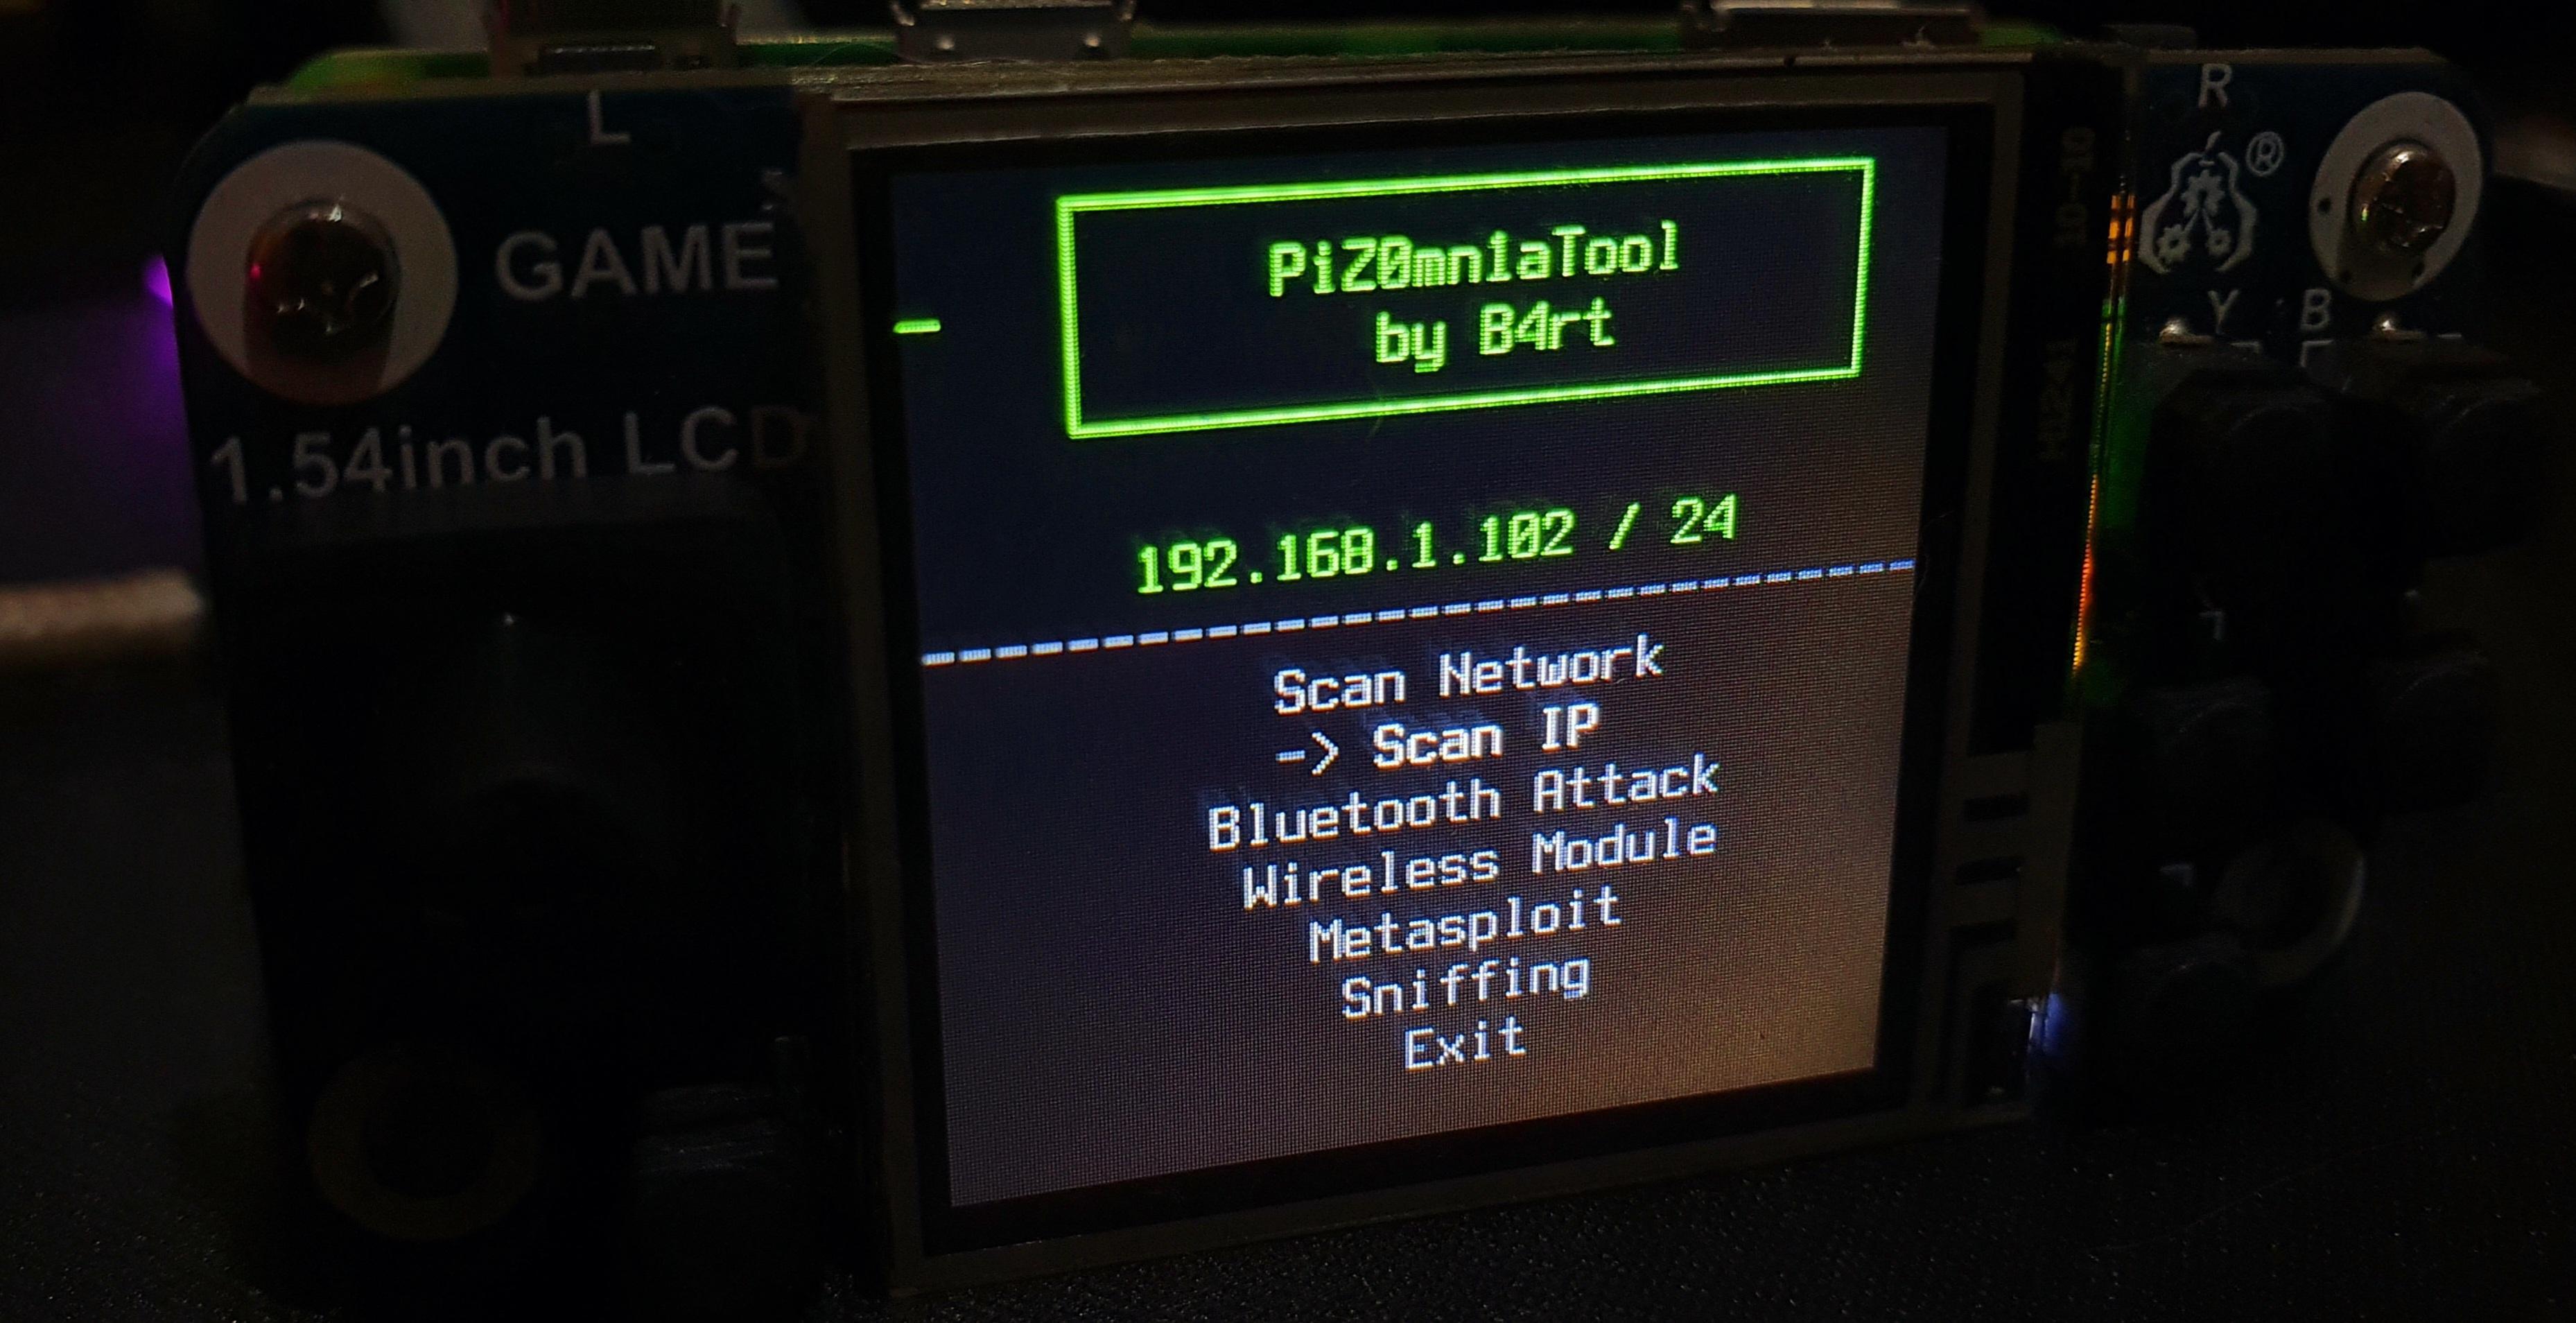 L
R
®
GAME
Y B
1.54inch LCD
PiZ0mn1aTool
by B4rt
192.168.1.102 / 24
Scan Network
-> Scan IP
Bluetooth Attack
Wireless Module
Metasploit
Sniffing
Exit